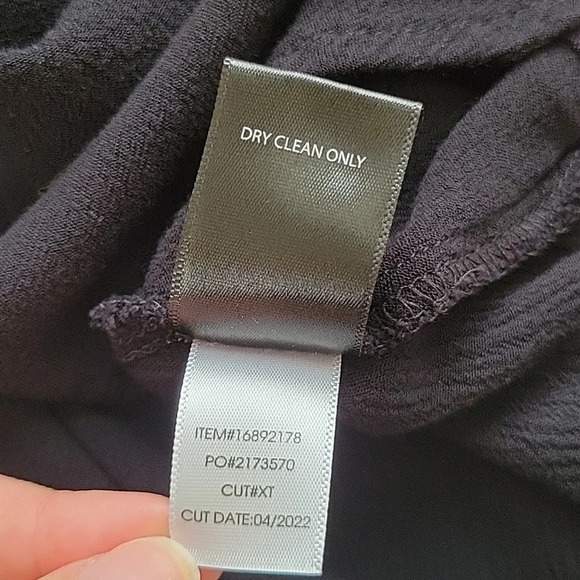 DRY CLEAN ONLY
ITEM#16892178
PO#2173570
CUT#XT
CUT DATE:04/2022